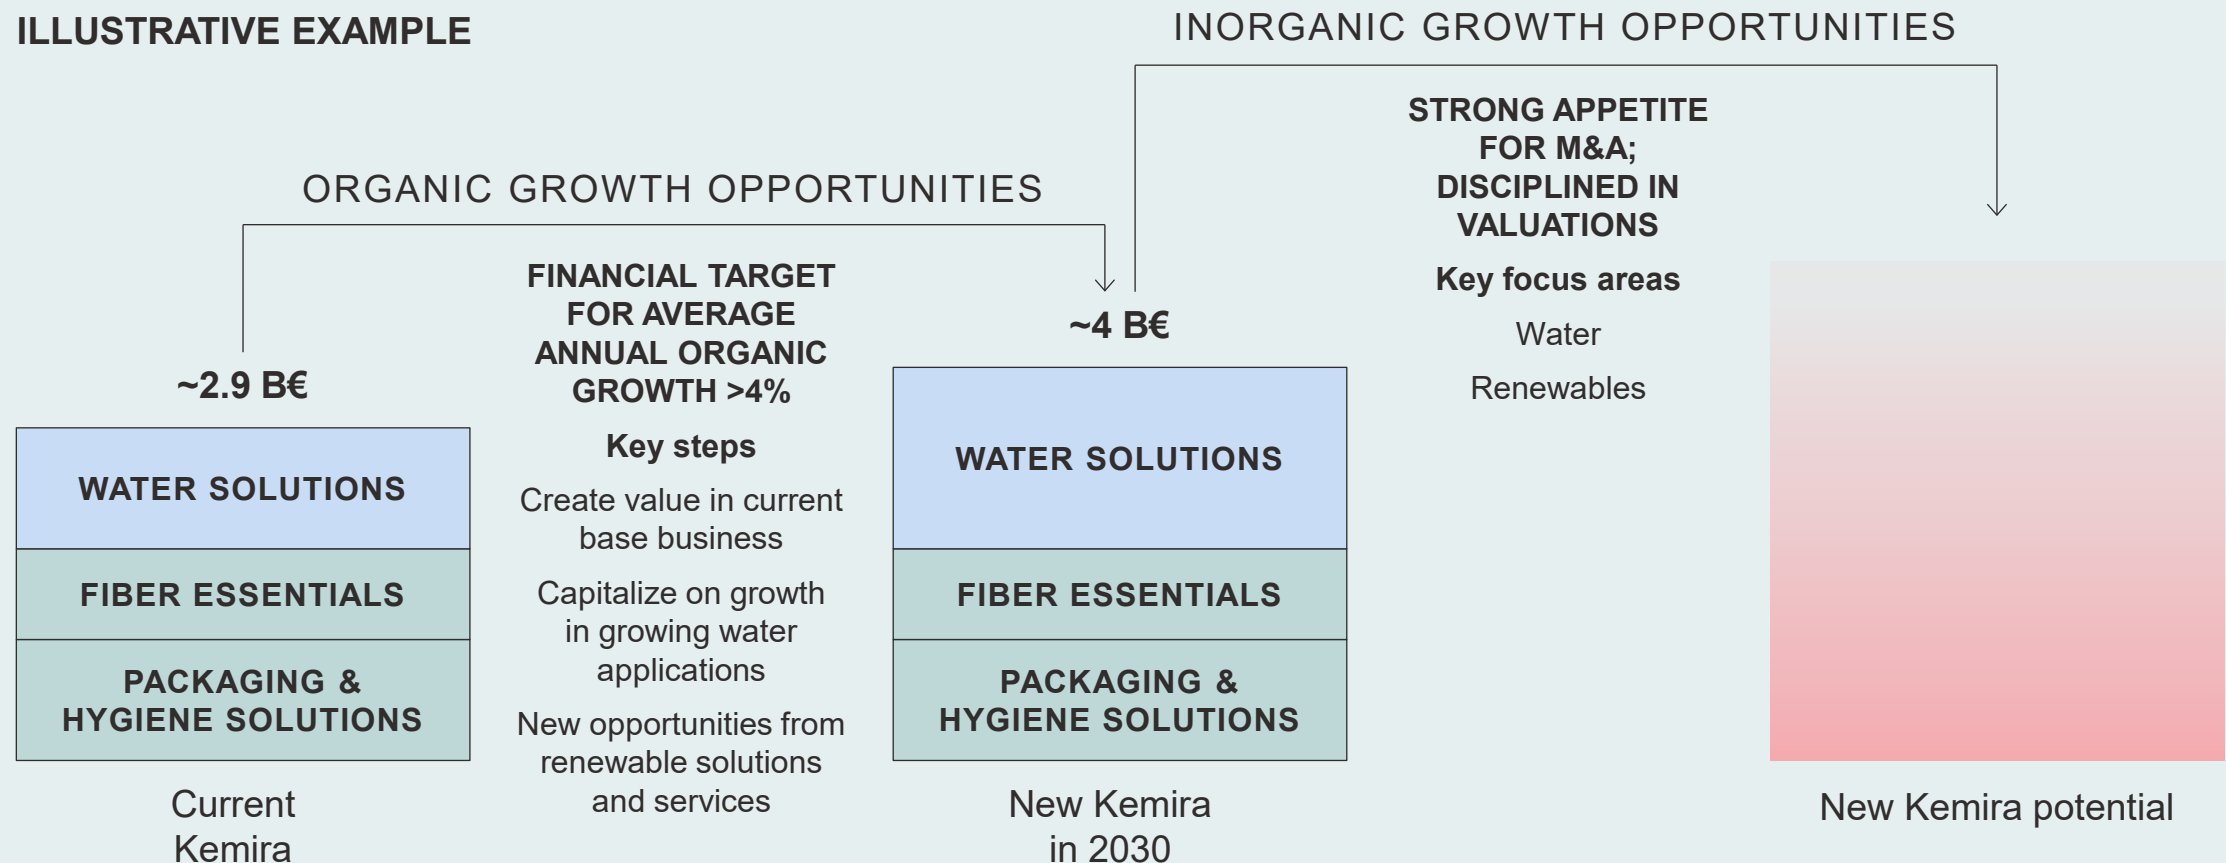 ILLUSTRATIVE EXAMPLE
INORGANIC GROWTH OPPORTUNITIES
ORGANIC GROWTH OPPORTUNITIES
~2.9 B€
WATER SOLUTIONS
FIBER ESSENTIALS
PACKAGING &
HYGIENE SOLUTIONS
Current
Kemira
FINANCIAL TARGET
FOR AVERAGE
ANNUAL ORGANIC
GROWTH >4%
Key steps
Create value in current
base business
Capitalize on growth
in growing water
applications
New opportunities from
renewable solutions
and services
~4 B€
WATER SOLUTIONS
FIBER ESSENTIALS
PACKAGING &
HYGIENE SOLUTIONS
New Kemira
in 2030
STRONG APPETITE
FOR M&A;
DISCIPLINED IN
VALUATIONS
Key focus areas
Water
Renewables
New Kemira potential